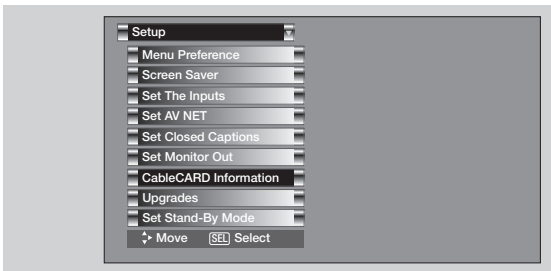 Setup
Menu Preference
Screen Saver
Set The Inputs
Set AV NET
Set Closed Captions
Set Monitor Out
CableCARD Information
Upgrades
Set Stand-By Mode
Move SEL Select